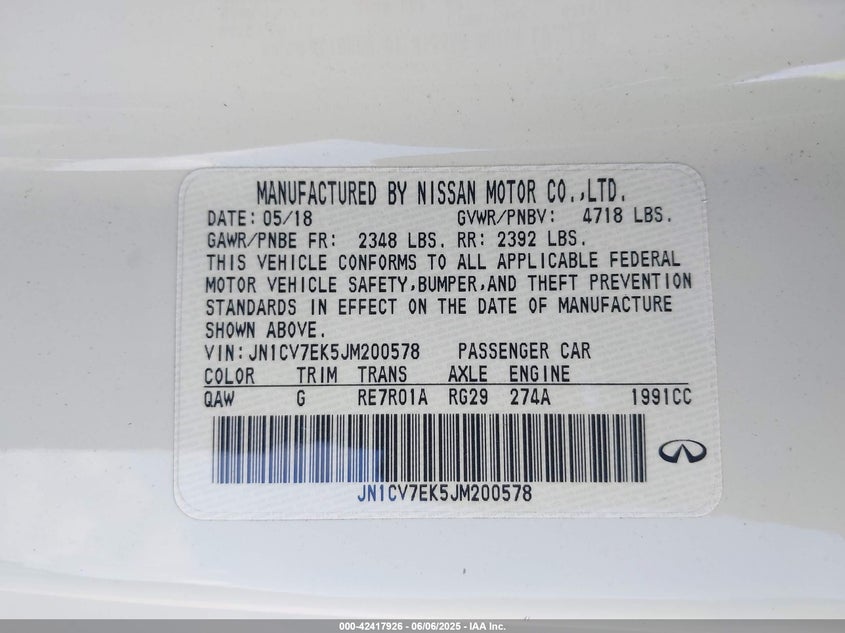 MANUFACTURED BY NISSAN MOTOR CO.,LTD.
DATE: 05/18 GVWR/PNBV: 4718 LBS.
GAWR/PNBE FR: 2348 LBS. RR: 2392 LBS.
THIS VEHICLE CONFORMS TO ALL APPLICABLE FEDERAL
MOTOR VEHICLE SAFETY,BUMPER,AND THEFT PREVENTION
STANDARDS IN EFFECT ON THE DATE OF MANUFACTURE
SHOWN ABOVE.
VIN: JN1CV7EK5JM200578 PASSENGER CAR
COLOR TRIM TRANS AXLE ENGINE
QAW G RE7R01A RG29 274A 1991CC
JN1CV7EK5JM200578
000-42417926 - 06/06/2025 - IAA Inc.